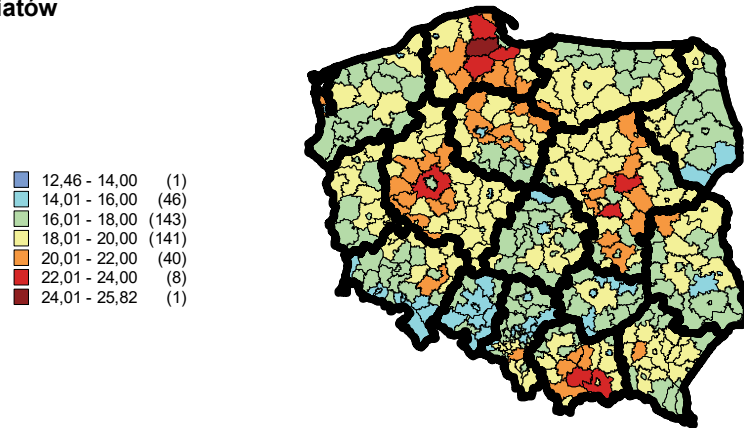 iatów
12,46 - 14,00 (1)
14,01 - 16,00 (46)
16,01 - 18,00 (143)
18,01 - 20,00 (141)
20,01 - 22,00 (40)
22,01 - 24,00 (8)
24,01 - 25,82 (1)